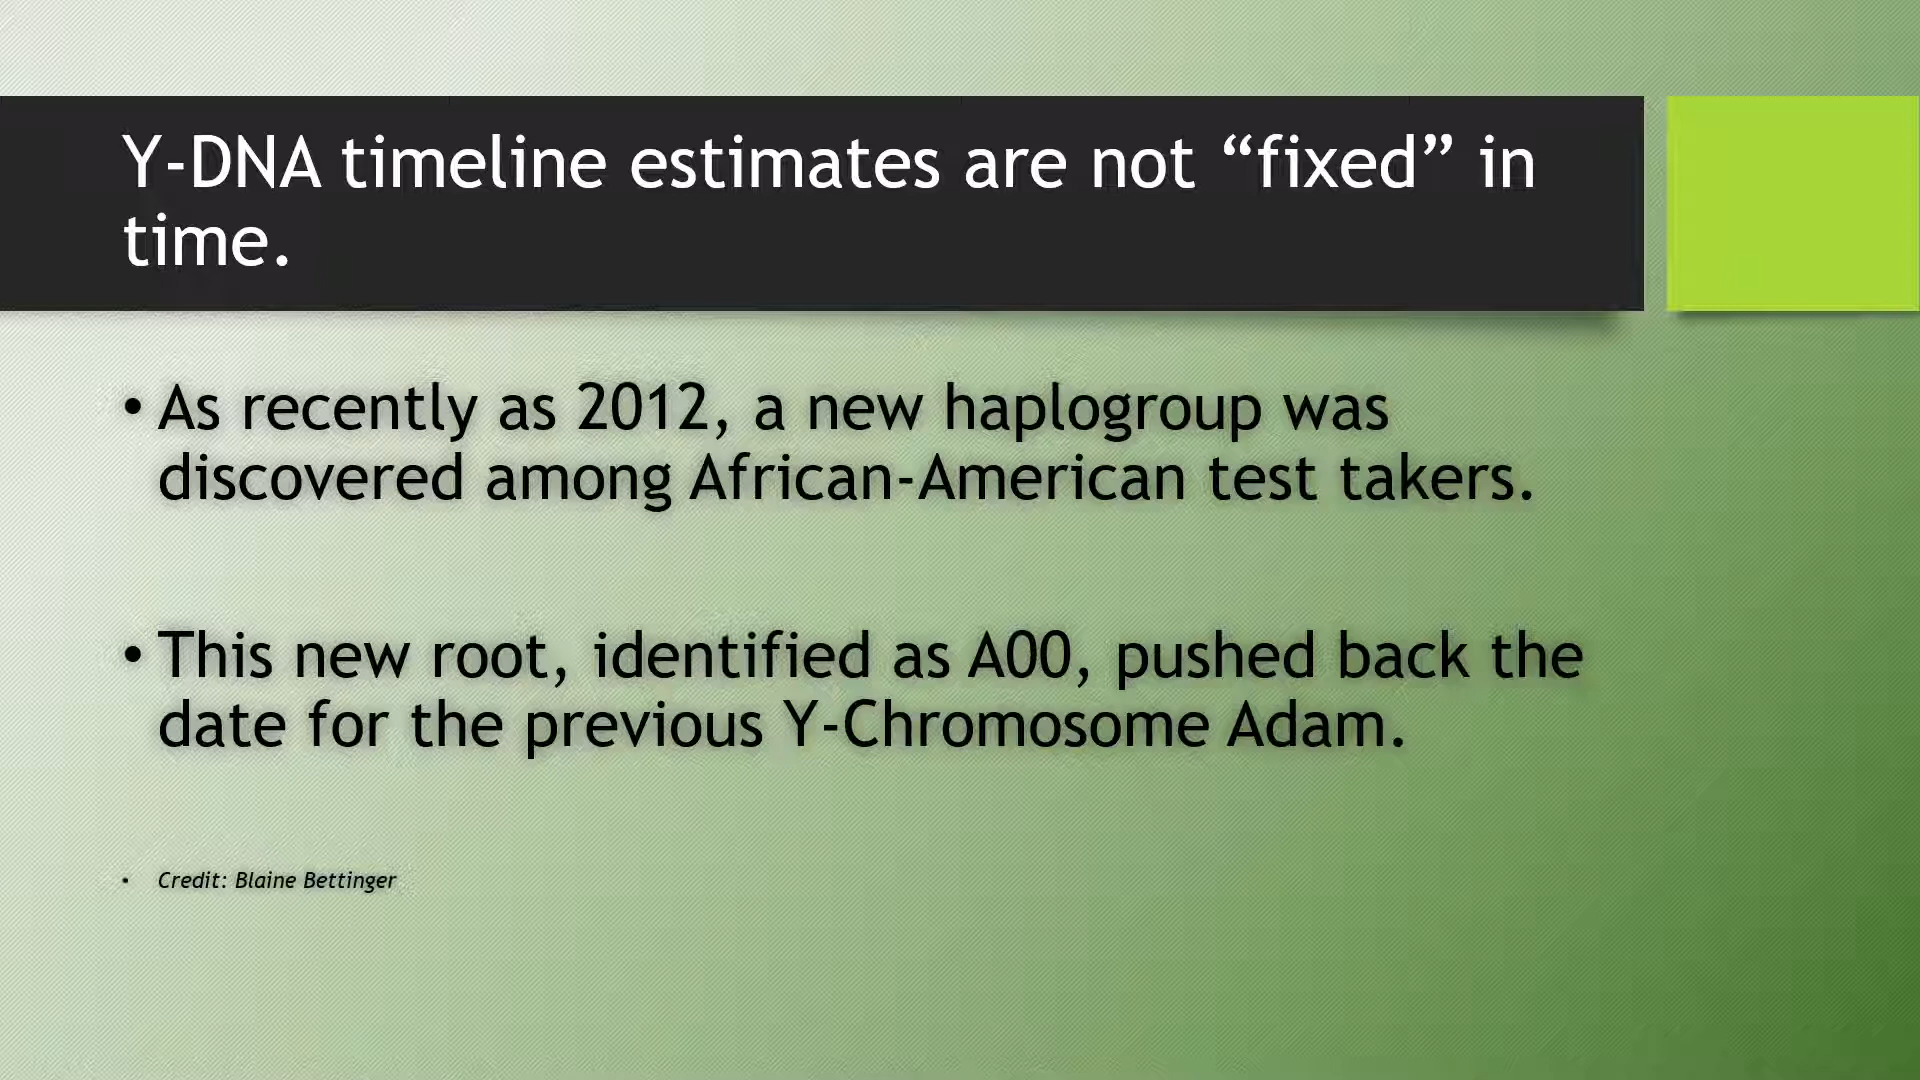 Y-DNA timeline estimates are not “fixed” in
time.
• As recently as 2012, a new haplogroup was
discovered among African-American test takers.
• This new root, identified as A00, pushed back the
date for the previous Y-Chromosome Adam.
• Credit: Blaine Bettinger